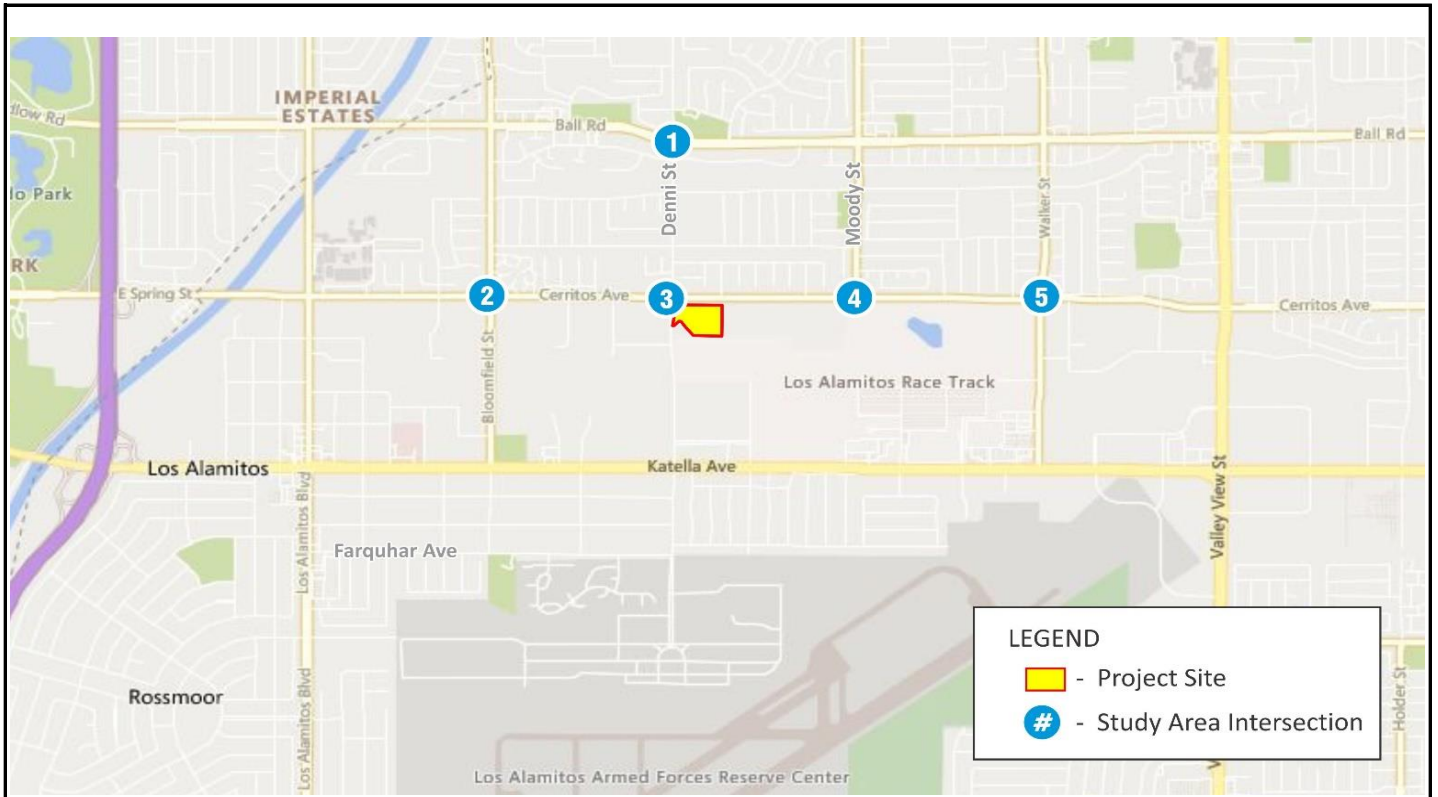 IMPERIAL
ESTATES
dlow Rd
Ball Rd
Ball Rd
1
Denni St
Moody St
Walker St
lo Park
RK
E Spring St
2
Cerritos Ave
3
4
5
Cerritos Ave
Bloomfield St
Los Alamitos Race Track
Los Alamitos
Katella Ave
Los Alamitos Blvd
Valley View St
Farquhar Ave
LEGEND
- Project Site
# - Study Area Intersection
Rossmoor
Los Alamitos Blvd
Holder St
V
Los Alamitos Armed Forces Reserve Center